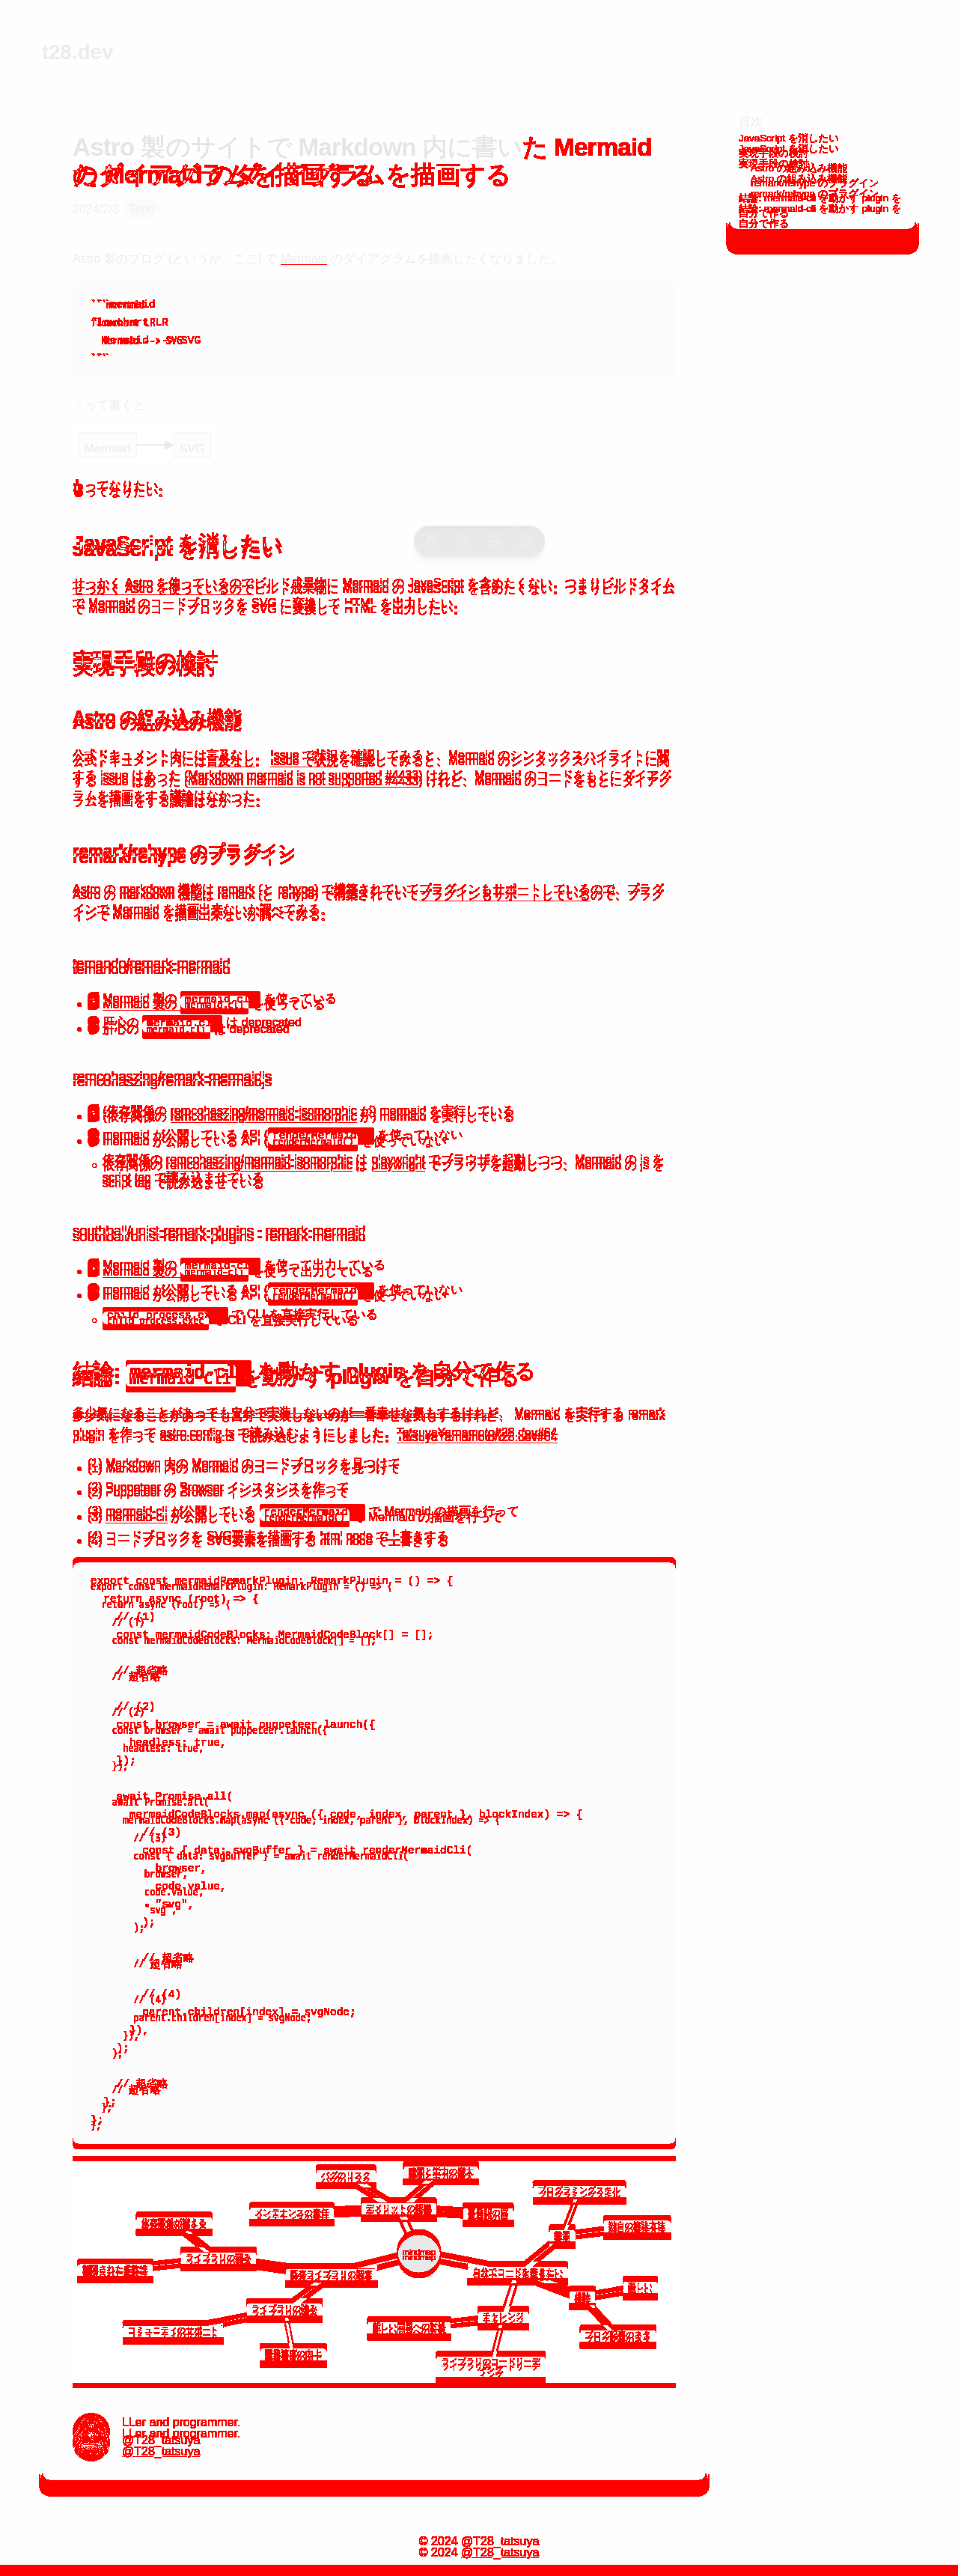 t28.dev
Astro 製のサイトで Markdown 内に書いた Mermaid
のダイアグラムを描画する
2024/2/3 Tech
目次
JavaScript を消したい
実現手段の検討
Astro の組み込み機能
remark/rehype のプラグイン
結論: mermaid-cli を動かす plugin を
自分で作る
Astro 製のブログ (というか、ここ) で Mermaid のダイアグラムを描画したくなりました。
```mermaid
flowchart LR
Mermaid --> SVG
```
って書くと
Mermaid
SVG
ってなりたい。
JavaScript を消したい
せっかく Astro を使っているのでビルド成果物に Mermaid の JavaScript を含めたくない。つまりビルドタイム
で Mermaid のコードブロックを SVG に変換して HTML を出力したい。
実現手段の検討
Astro の組み込み機能
公式ドキュメント内には言及なし。 Issue で状況を確認してみると、Mermaid のシンタックスハイライトに関
する issue はあった (Markdown mermaid is not supported #4433) けれど、Mermaid のコードをもとにダイアグ
ラムを描画をする議論はなかった。
remark/rehype のプラグイン
Astro の markdown 機能は remark (と rehype) で構築されていてプラグインもサポートしているので、プラグ
インで Mermaid を描画出来ないか調べてみる。
temando/remark-mermaid
Mermaid 製の mermaid.cli を使っている
肝心の mermaid.cli は deprecated
remcohaszing/remark-mermaidjs
(依存関係の remcohaszing/mermaid-isomorphic が) mermaid を実行している
mermaid が公開している API (renderMermaid()) を使っていない
依存関係の remcohaszing/mermaid-isomorphic は playwright でブラウザを起動しつつ、Mermaid の js を
script tag で読み込ませている
southball/unist-remark-plugins - remark-mermaid
Mermaid 製の mermaid-cli を使って出力している
mermaid が公開している API (renderMermaid()) を使っていない
child_process.exec で CLI を直接実行している
結論: mermaid-cli を動かす plugin を自分で作る
多少気になることがあっても自分で実装しないのが一番幸せな気もするけれど、 Mermaid を実行する remark
plugin を作って astro.config.ts で読み込むようにしました。 TatsuyaYamamoto/t28.dev#64
(1) Markdown 内の Mermaid のコードブロックを見つけて
(2) Puppeteer の Browser インスタンスを作って
(3) mermaid-cli が公開している renderMermaid() で Mermaid の描画を行って
(4) コードブロックを SVG要素を描画する html node で上書きする
export const mermaidRemarkPlugin: RemarkPlugin = () => {
return async (root) => {
// (1)
const mermaidCodeBlocks: MermaidCodeBlock[] = [];
// 超省略
// (2)
const browser = await puppeteer.launch({
headless: true,
});
await Promise.all(
mermaidCodeBlocks.map(async ({ code, index, parent }, blockIndex) => {
// (3)
const { data: svgBuffer } = await renderMermaidCli(
browser,
code.value,
"svg",
);
// 超省略
// (4)
parent.children[index] = svgNode;
}),
);
// 超省略
};
};
mindmap
自分でコードを書きたい
チャレンジ
ライブラリのコードリーデ
ィング
コミュニティのサポート
LLer and programmer.
@T28_tatsuya
© 2024 @T28_tatsuya